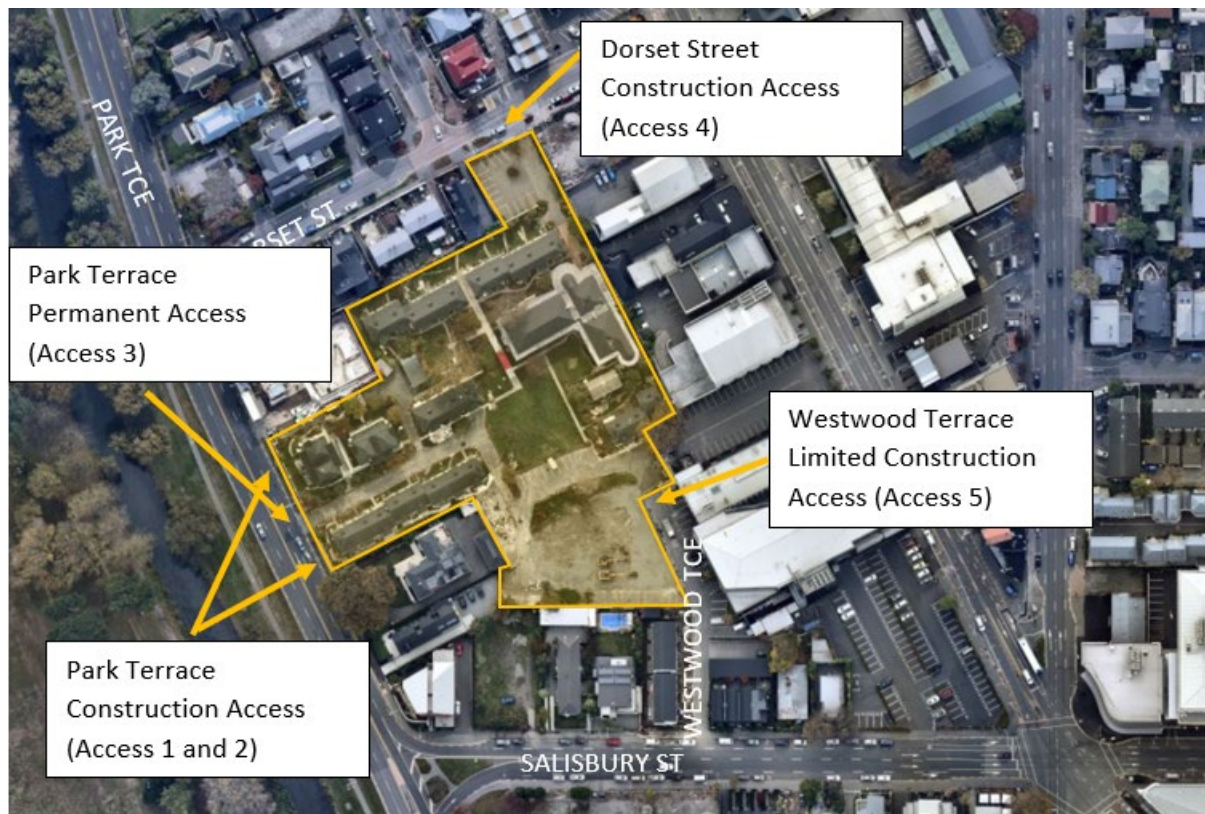 Dorset Street
Construction Access
(Access 4)
PARK TCE
RSET ST
Park Terrace
Permanent Access
(Access 3)
Westwood Terrace
Limited Construction
Access (Access 5)
WESTWOOD TCE
Park Terrace
Construction Access
(Access 1 and 2)
SALISBURY ST